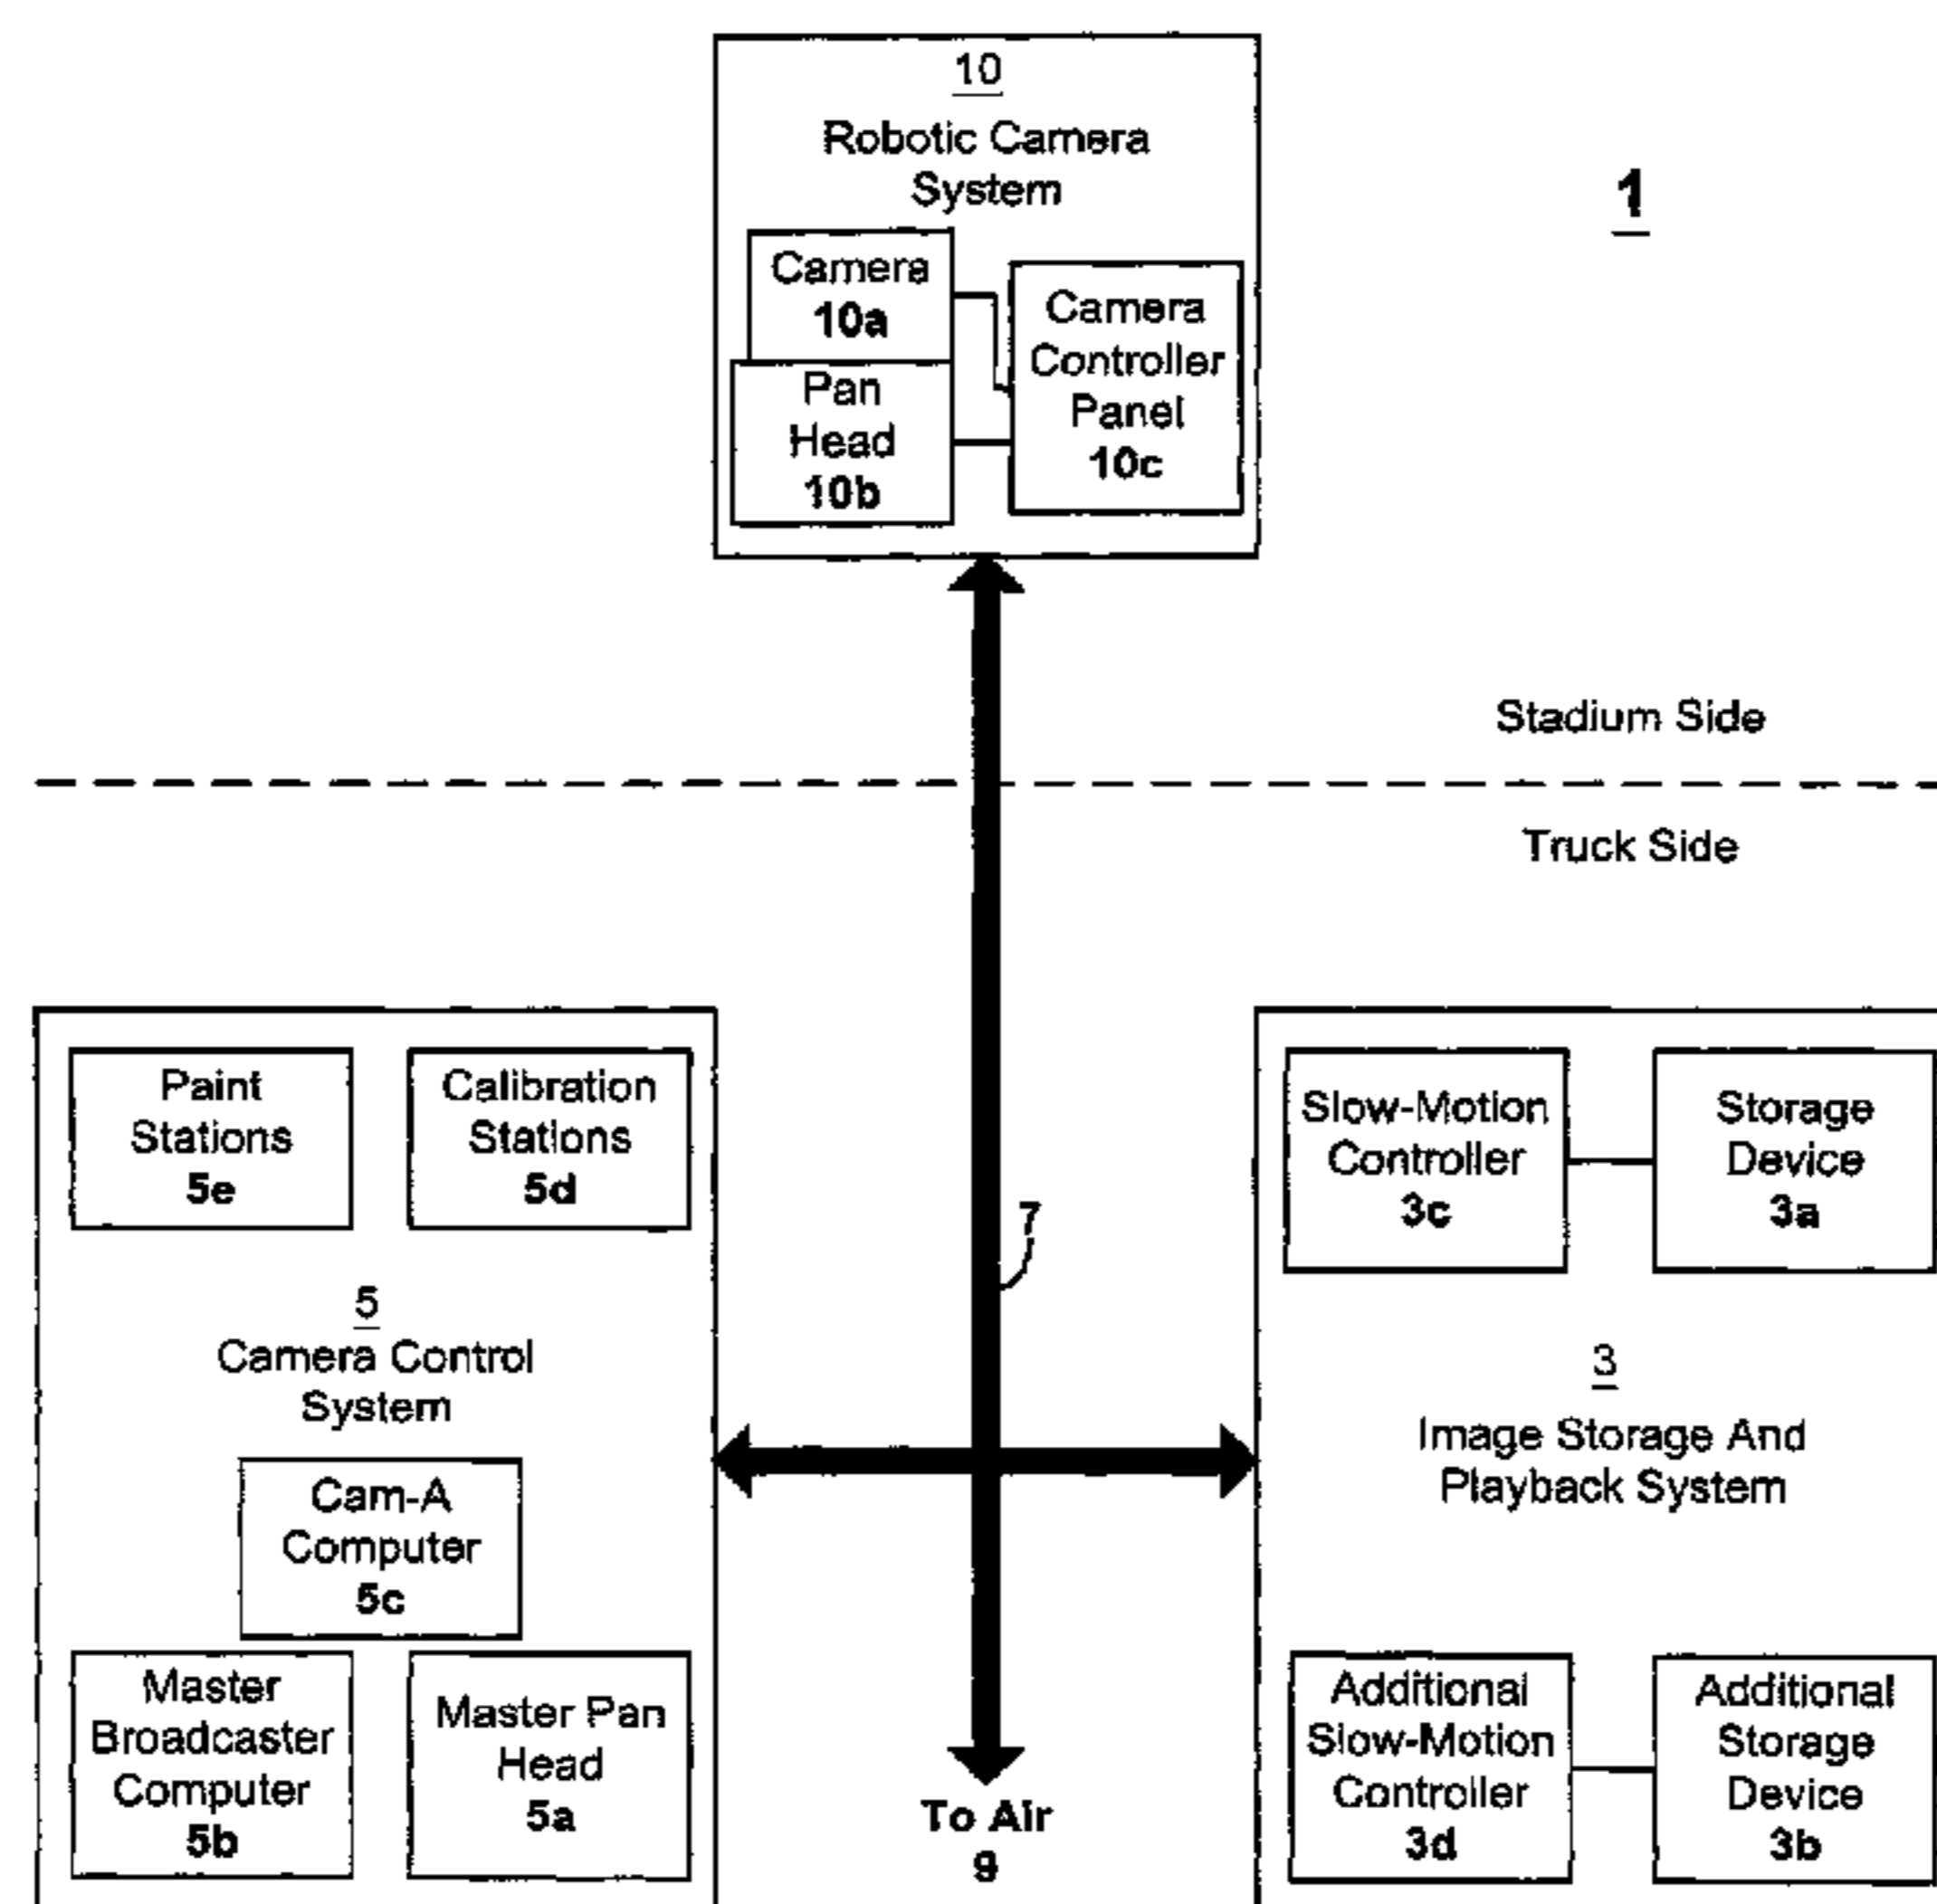 10
Robotic Camera
System
1
Camera
10a
Pan
Head
10b
Camera
Controller
Panel
10c
Stadium Side
Truck Side
Paint
Stations
5e
Calibration
Stations
5d
5
Camera Control
System
Cam-A
Computer
5c
Master
Broadcaster
Computer
5b
Master Pan
Head
5a
7
To Air
9
Slow-Motion
Controller
3c
Storage
Device
3a
3
Image Storage And
Playback System
Additional
Slow-Motion
Controller
3d
Additional
Storage
Device
3b